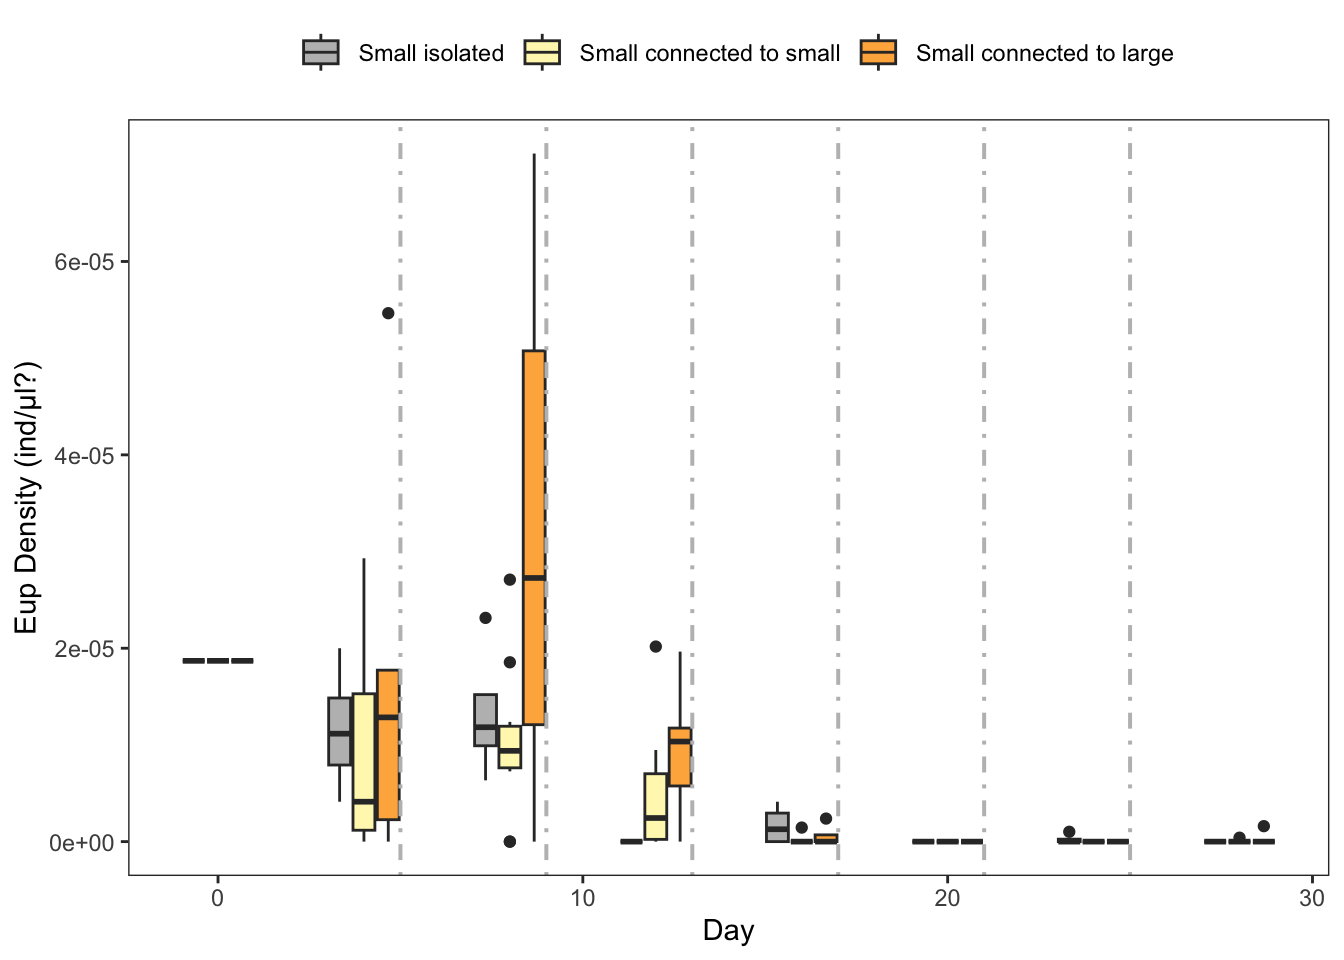 Small isolated Small connected to small Small connected to large
6e-05
4e-05
2e-05
0e+00
Eup Density (ind/µl?)
0 10 20 30
Day